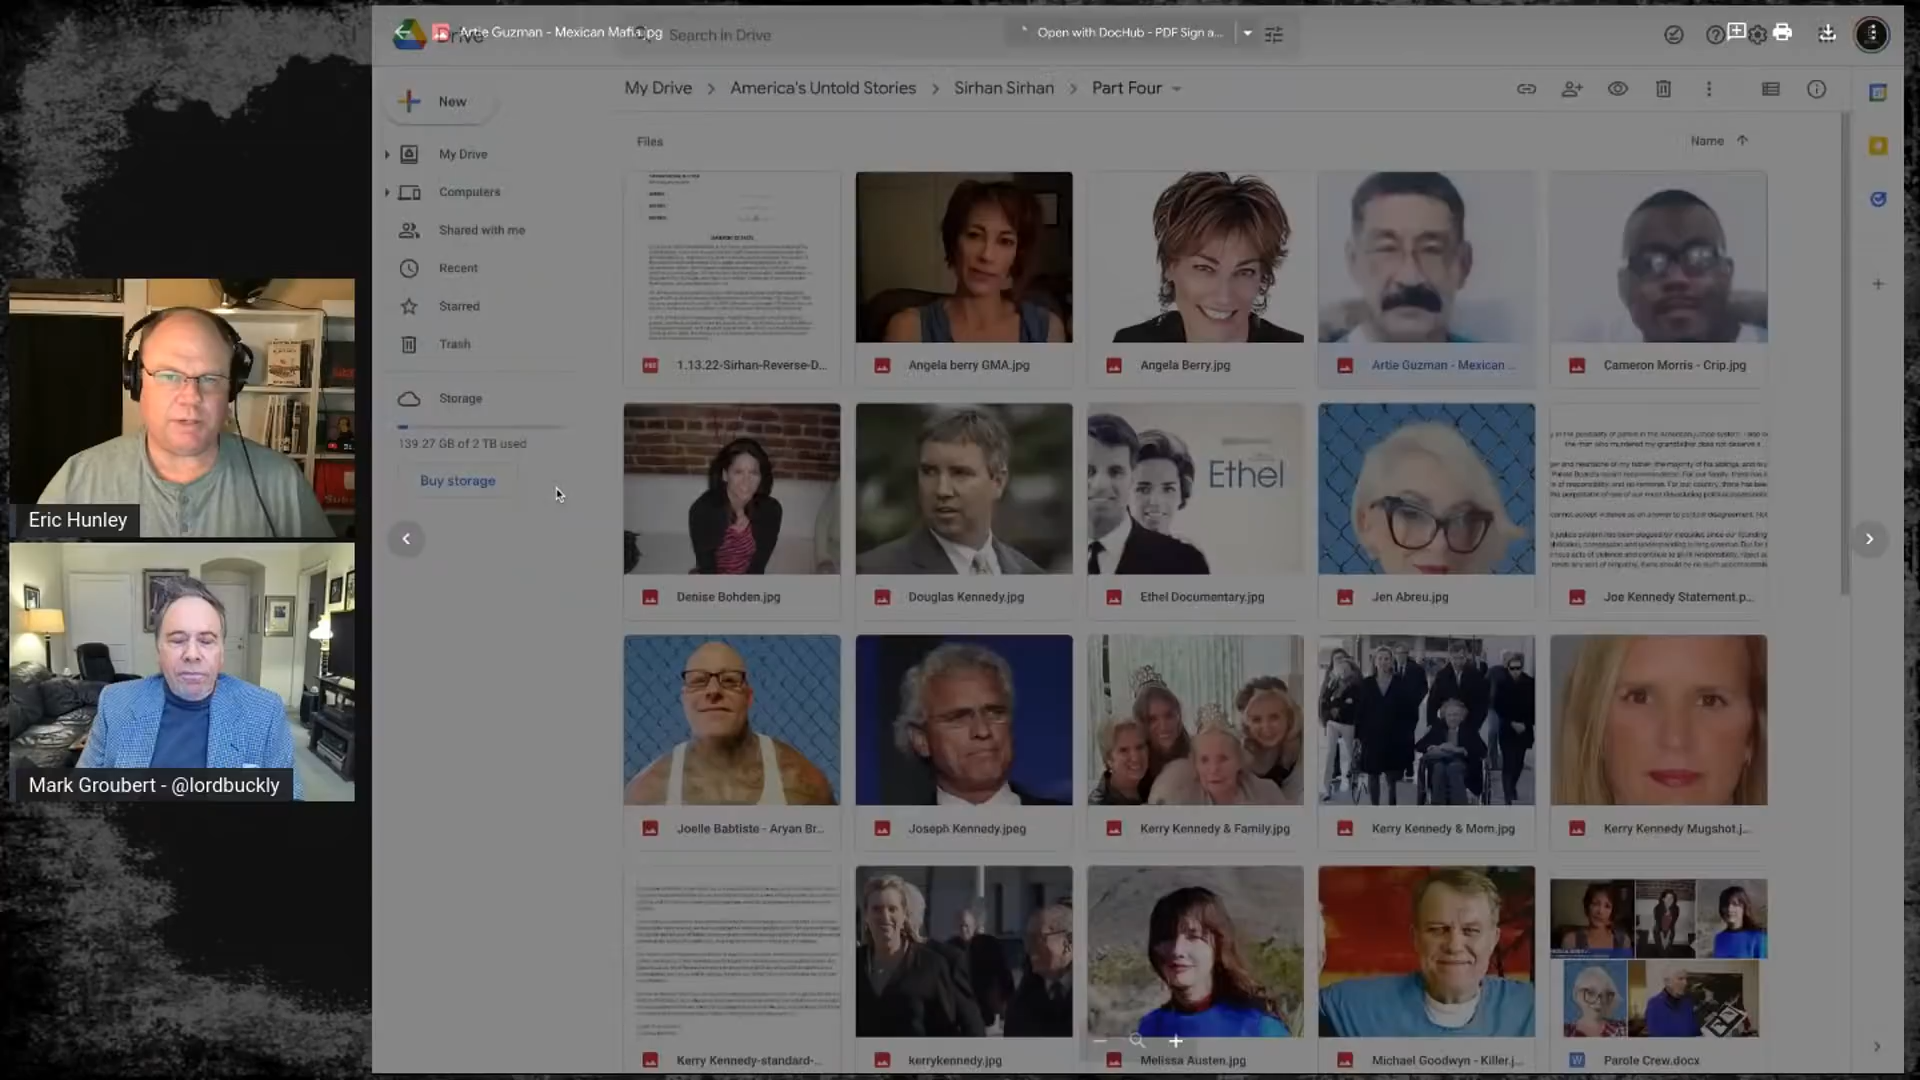 Artie Guzman - Mexican Mafia.jpg
Drive
Search in Drive
Open with DocHub - PDF Sign a...
New
My Drive
Computers
Shared with me
Recent
Starred
Trash
Storage
139.27 GB of 2 TB used
Buy storage
My Drive > America's Untold Stories > Sirhan Sirhan > Part Four
Files
Name
1.13.22-Sirhan-Reverse-D...
Angela berry GMA.jpg
Angela Berry.jpg
Artie Guzman - Mexican ...
Cameron Morris - Crip.jpg
Ethel
Denise Bohden.jpg
Douglas Kennedy.jpg
Ethel Documentary.jpg
Jen Abreu.jpg
Joe Kennedy Statement.p...
Joelle Babtiste - Aryan Br...
Joseph Kennedy.jpeg
Kerry Kennedy & Family.jpg
Kerry Kennedy & Mom.jpg
Kerry Kennedy Mugshot.j...
Kerry Kennedy-standard-...
kerrykennedy.jpg
Melissa Austen.jpg
Michael Goodwyn - Killer.j...
Parole Crew.docx
Eric Hunley
Mark Groubert - @lordbuckly